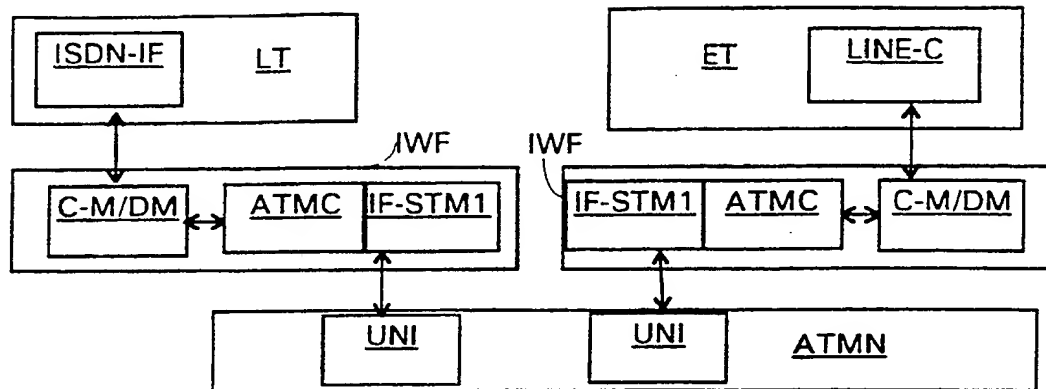 ISDN-IF LT
ET LINE-C
IWF
IWF
C-M/DM ATMC IF-STM1
IF-STM1 ATMC C-M/DM
UNI UNI ATMN